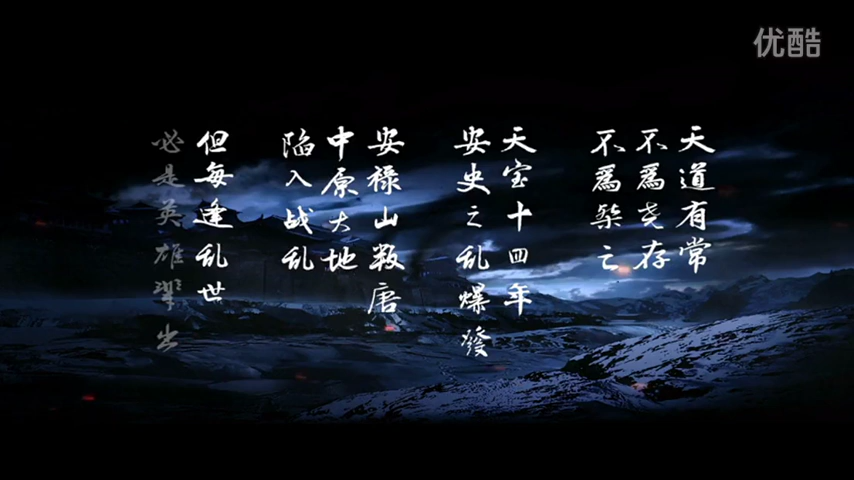 优酷
天道有常
不爲尧存
不爲桀亡
天宝十四年
安史之乱爆發
安禄山叛唐
中原大地
陷入战乱
但每逢乱世
必是英雄輩出